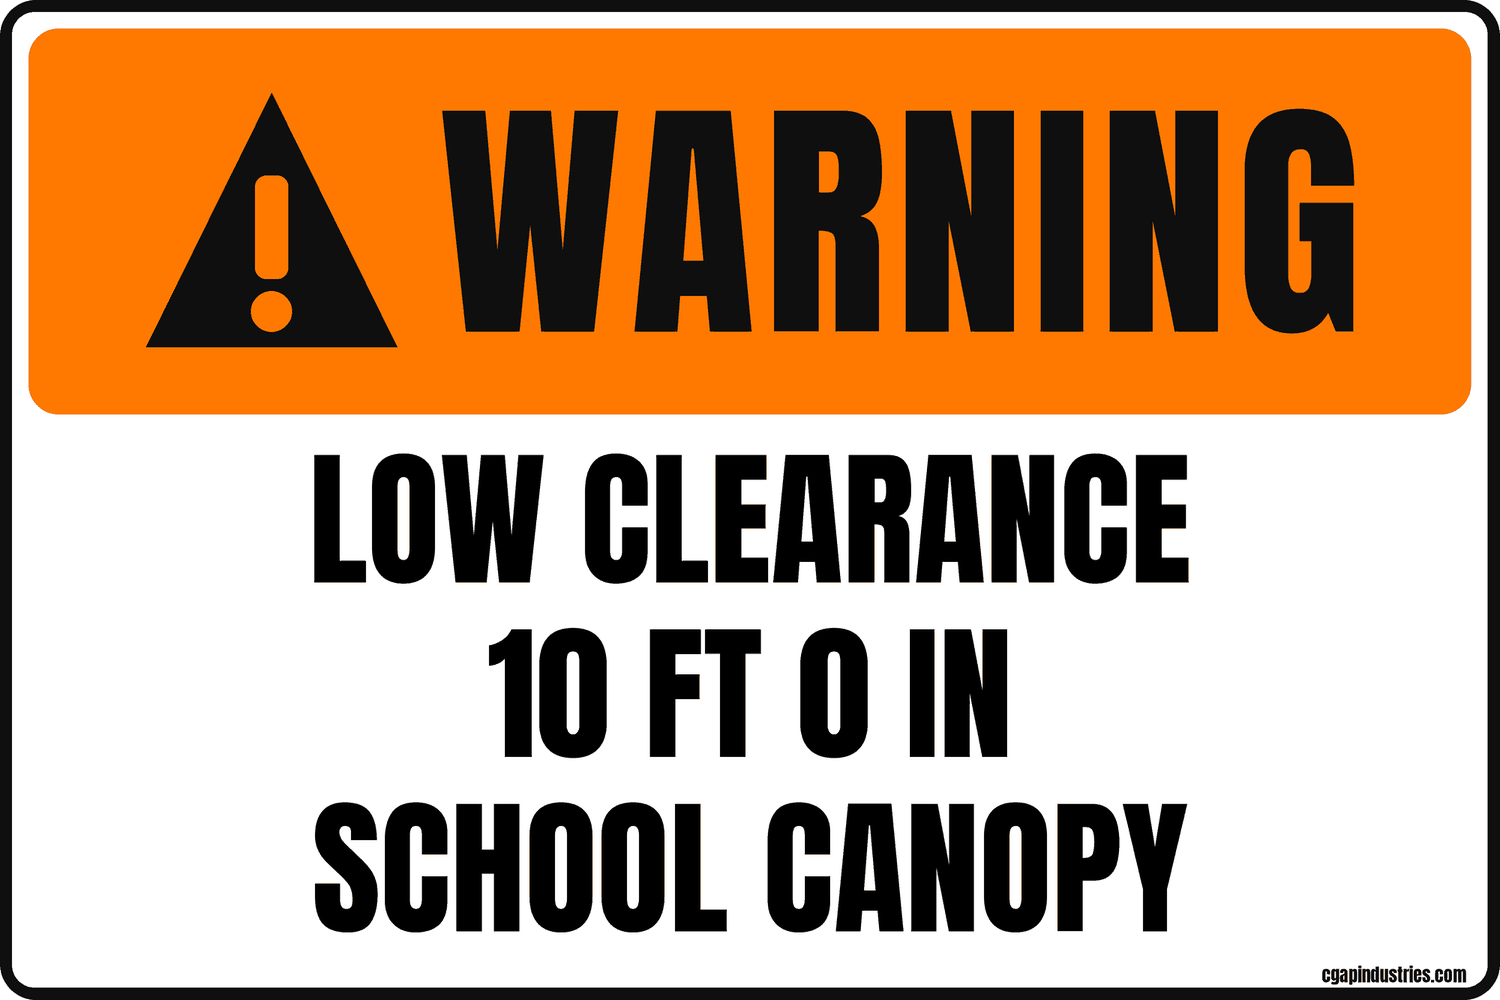 WARNING
LOW CLEARANCE
10 FT 0 IN
SCHOOL CANOPY
cgapindustries.com